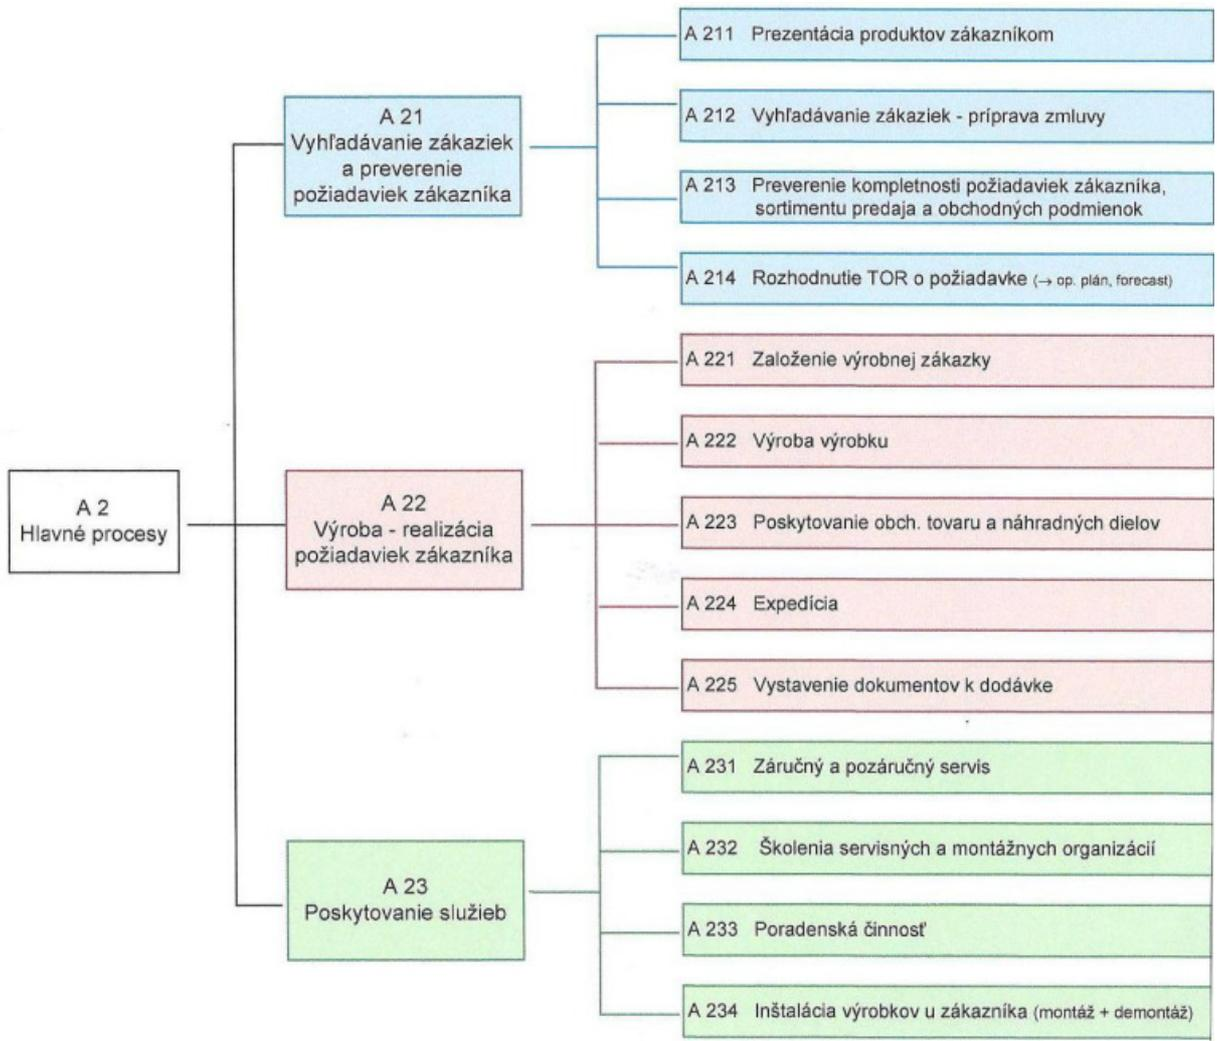 A 2
Hlavné procesy
A 21
Vyhľadávanie zákaziek
a preverenie
požiadaviek zákazníka
A 211 Prezentácia produktov zákazníkom
A 212 Vyhľadávanie zákaziek - príprava zmluvy
A 213 Preverenie kompletnosti požiadaviek zákazníka,
sortimentu predaja a obchodných podmienok
A 214 Rozhodnutie TOR o požiadavke (→ op. plán, forecast)
A 22
Výroba - realizácia
požiadaviek zákazníka
A 221 Založenie výrobnej zákazky
A 222 Výroba výrobku
A 223 Poskytovanie obch. tovaru a náhradných dielov
A 224 Expedícia
A 225 Vystavenie dokumentov k dodávke
A 23
Poskytovanie služieb
A 231 Záručný a pozáručný servis
A 232 Školenia servisných a montážnych organizácií
A 233 Poradenská činnosť
A 234 Inštalácia výrobkov u zákazníka (montáž + demontáž)